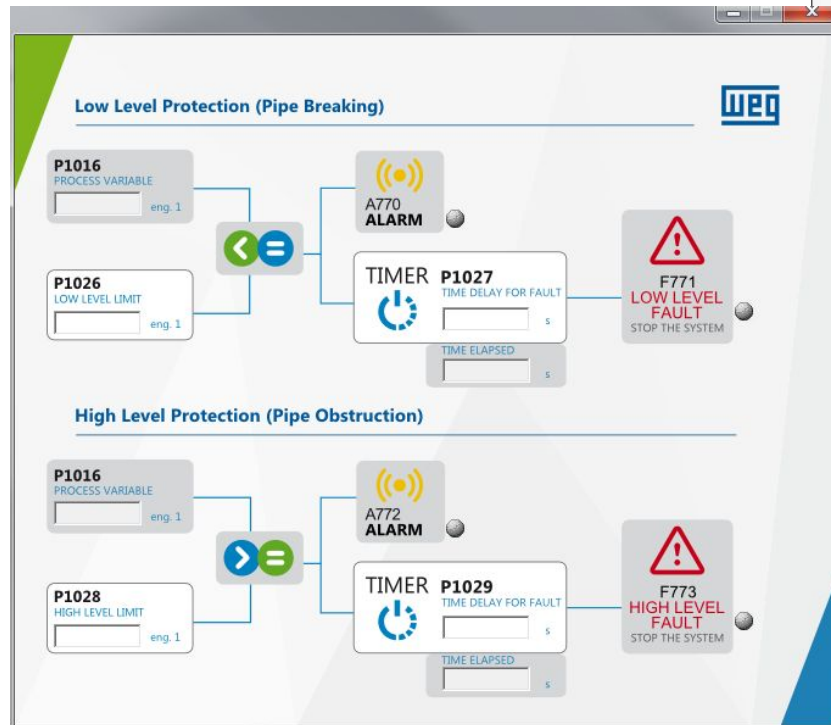 Low Level Protection (Pipe Breaking)
weg
P1016
PROCESS VARIABLE
eng. 1
A770
ALARM
P1026
LOW LEVEL LIMIT
eng. 1
TIMER P1027
TIME DELAY FOR FAULT
s
TIME ELAPSED
s
F771
LOW LEVEL
FAULT
STOP THE SYSTEM
High Level Protection (Pipe Obstruction)
P1016
PROCESS VARIABLE
eng. 1
A772
ALARM
P1028
HIGH LEVEL LIMIT
eng. 1
TIMER P1029
TIME DELAY FOR FAULT
s
TIME ELAPSED
s
F773
HIGH LEVEL
FAULT
STOP THE SYSTEM